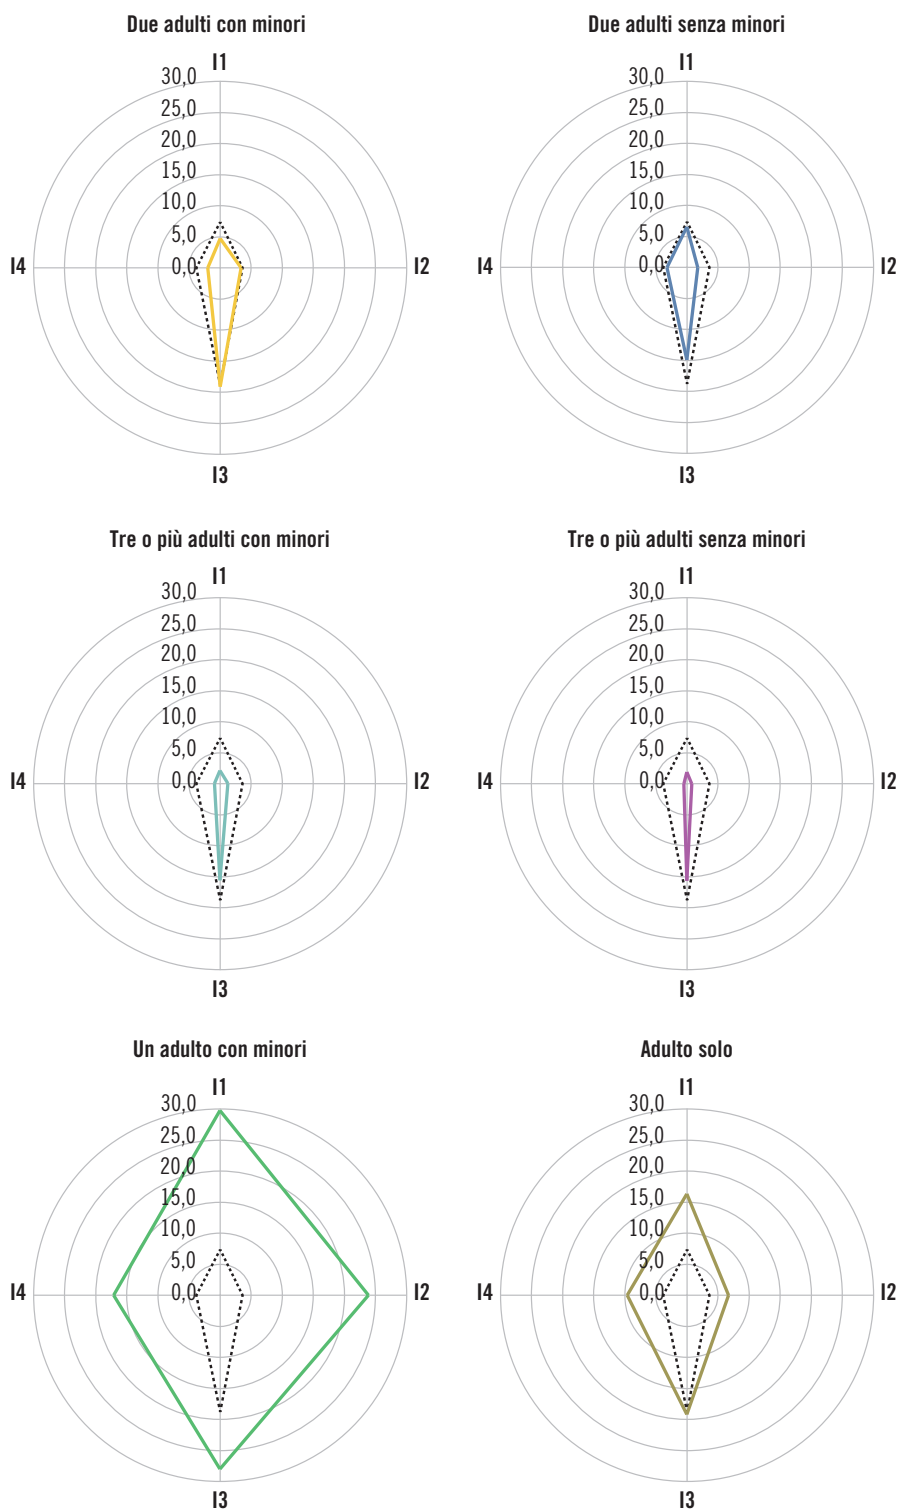 Due adulti con minori
I1
30,0
25,0
20,0
15,0
10,0
5,0
0,0
I4
I2
I3
Due adulti senza minori
I1
30,0
25,0
20,0
15,0
10,0
5,0
0,0
I4
I2
I3
Tre o più adulti con minori
I1
30,0
25,0
20,0
15,0
10,0
5,0
0,0
I4
I2
I3
Tre o più adulti senza minori
I1
30,0
25,0
20,0
15,0
10,0
5,0
0,0
I4
I2
I3
Un adulto con minori
I1
30,0
25,0
20,0
15,0
10,0
5,0
0,0
I4
I2
I3
Adulto solo
I1
30,0
25,0
20,0
15,0
10,0
5,0
0,0
I4
I2
I3